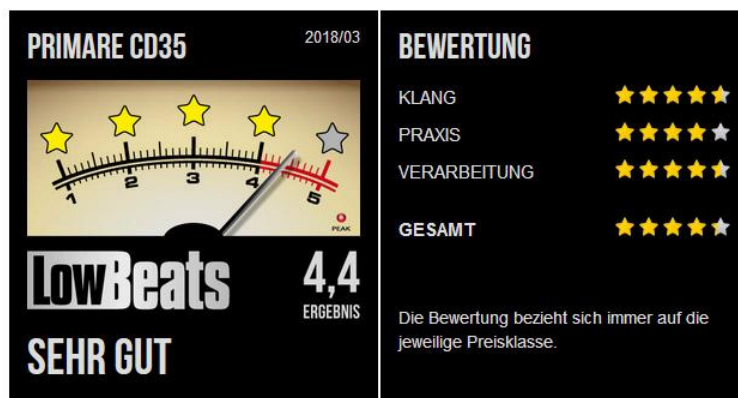 PRIMARE CD35
2018/03
1 2 3 4 5
PEAK
LowBeats
4,4
ERGEBNIS
SEHR GUT
BEWERTUNG
KLANG
PRAXIS
VERARBEITUNG
GESAMT
Die Bewertung bezieht sich immer auf die
jeweilige Preisklasse.